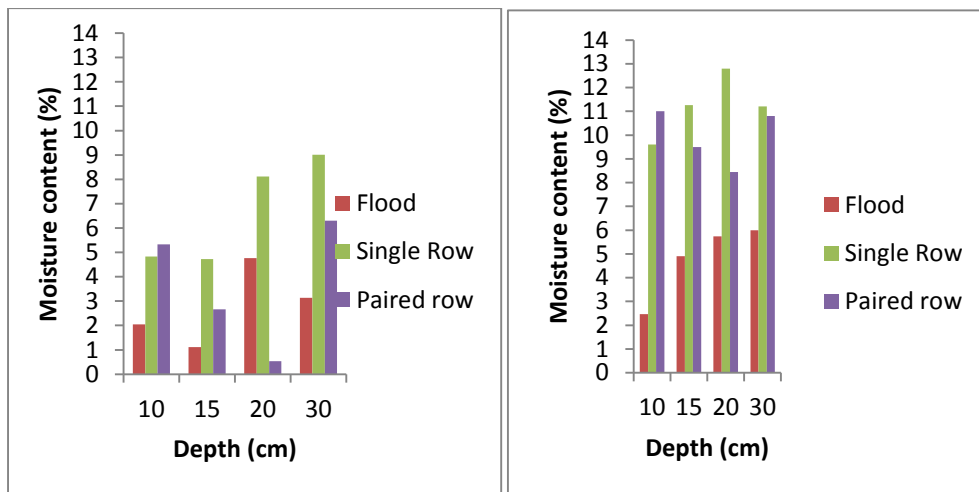 Moisture content (%)
14
13
12
11
10
9
8
7
6
5
4
3
2
1
0
10 15 20 30
Depth (cm)
Flood
Single Row
Paired row
Moisture content (%)
14
13
12
11
10
9
8
7
6
5
4
3
2
1
0
10 15 20 30
Depth (cm)
Flood
Single Row
Paired row